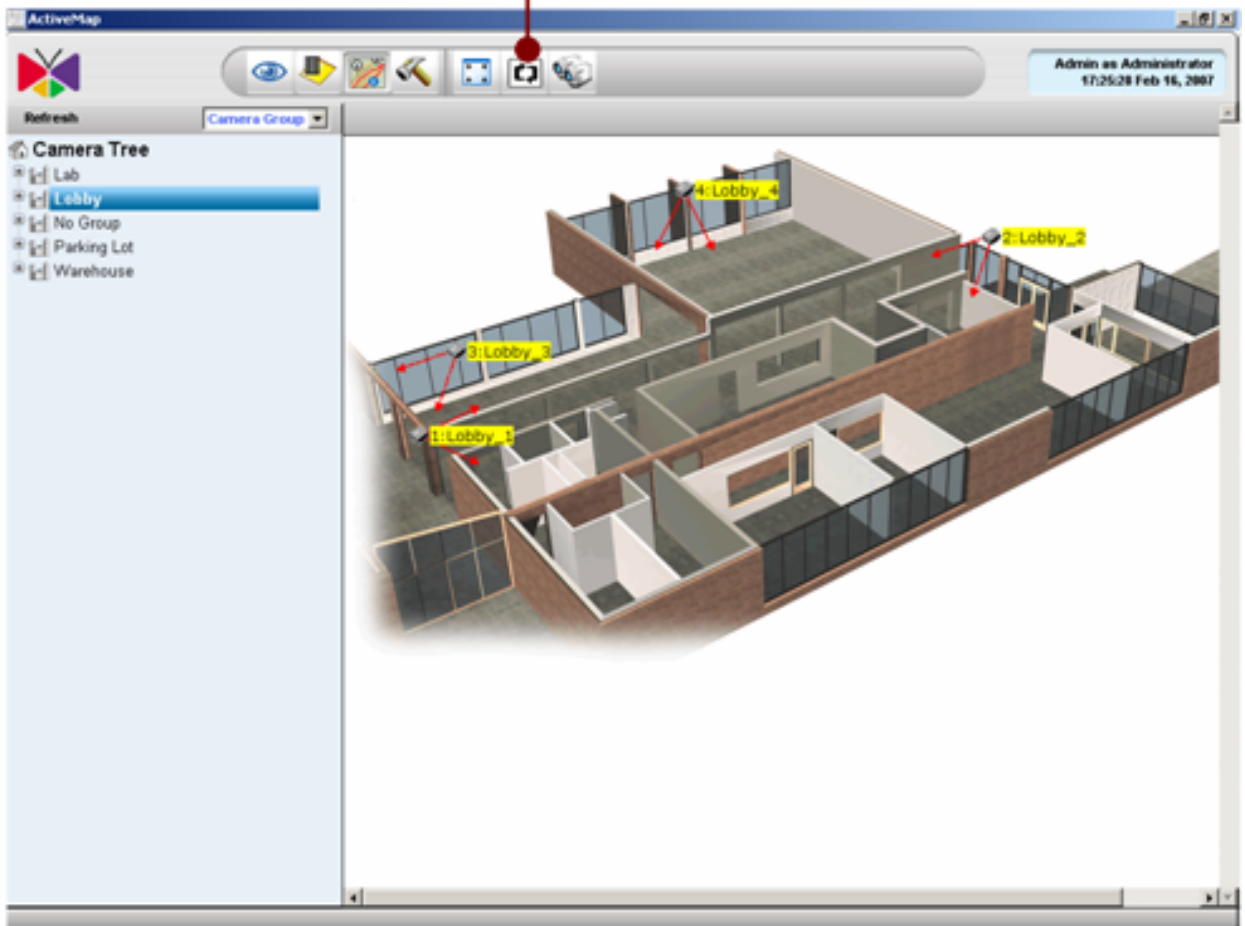 ActiveMap
Admin as Administrator
17:25:28 Feb 16, 2007
Refresh
Camera Group
Camera Tree
Lab
Lobby
No Group
Parking Lot
Warehouse
4:Lobby_4
2:Lobby_2
3:Lobby_3
1:Lobby_1